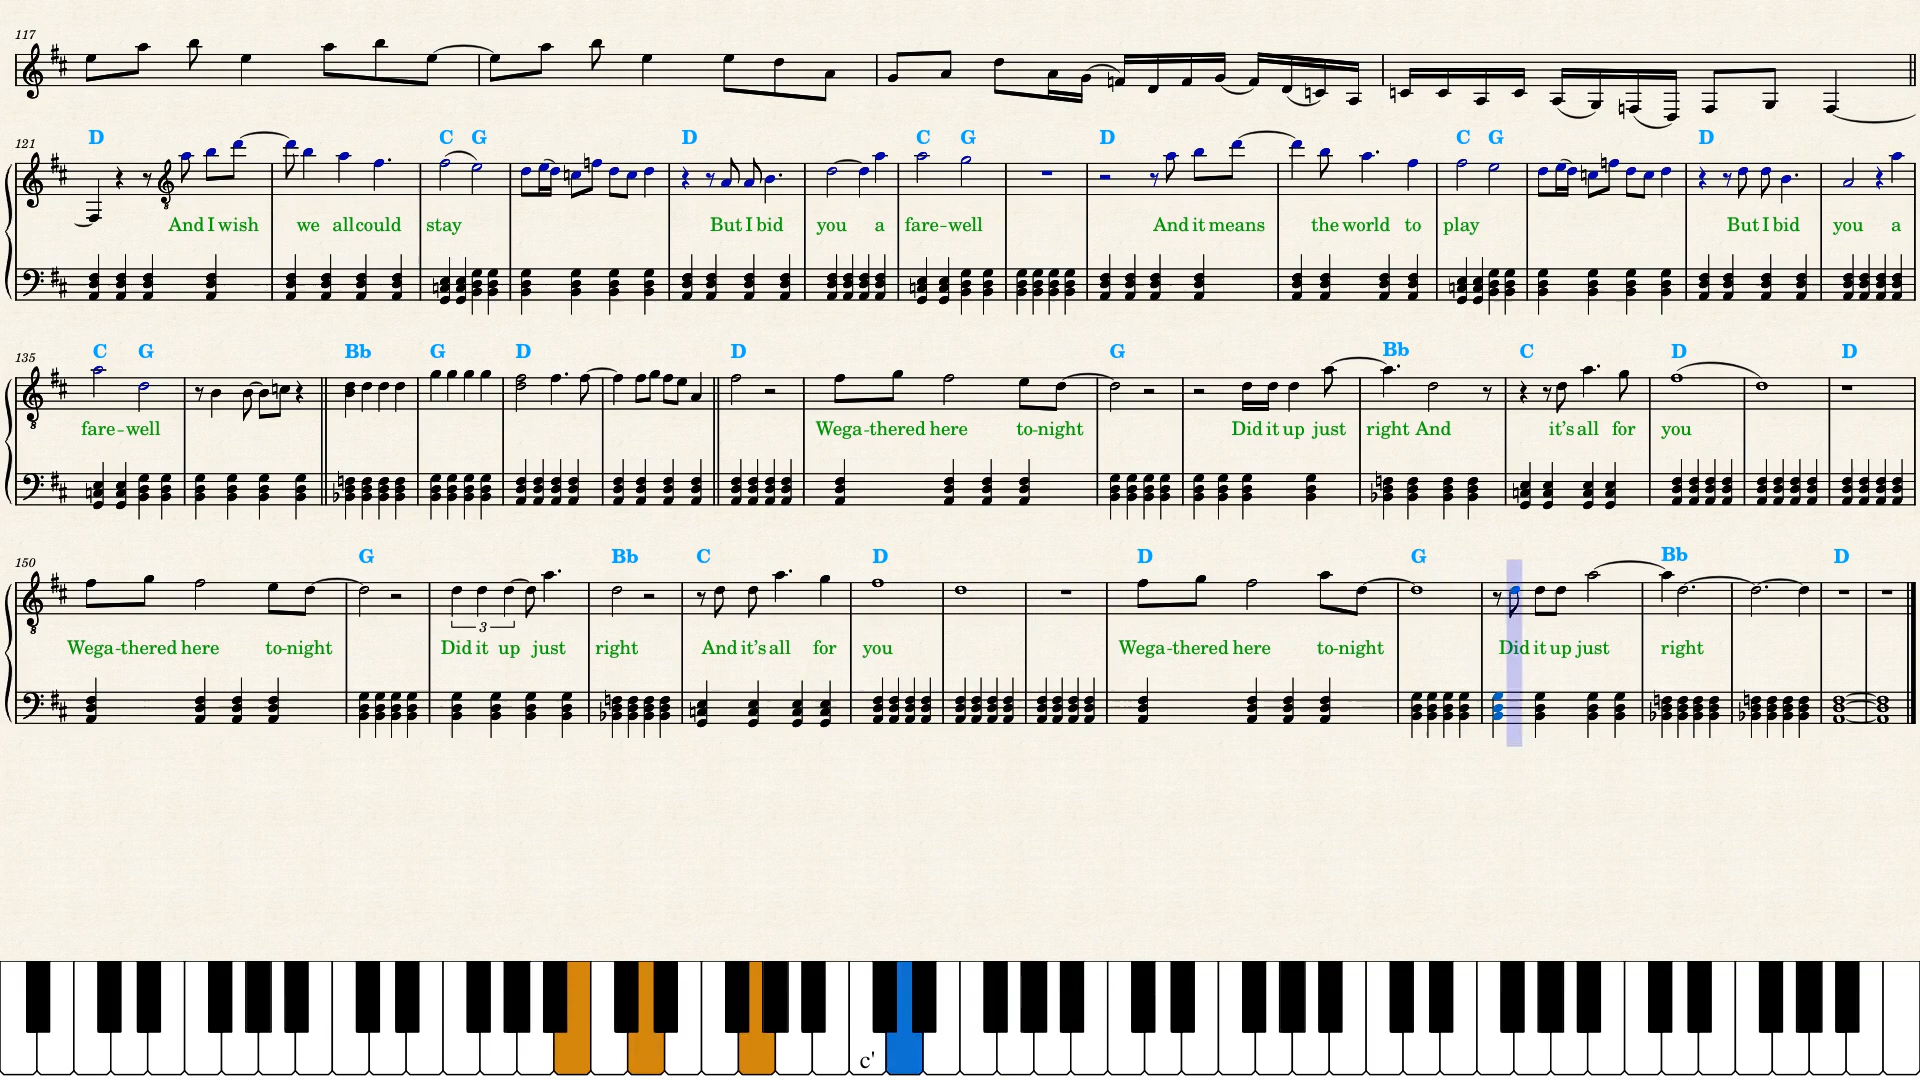 117
121 D C G D C G D C G D
And I wish we all could stay But I bid you a fare-well And it means the world to play But I bid you a
135 C G Bb G D D G Bb C D D
fare-well Wega-thered here to-night Did it up just right And it's all for you
150 G Bb C D D G Bb D
Wega-thered here to-night Did it up just right And it's all for you Wega-thered here to-night Did it up just right
3
c'